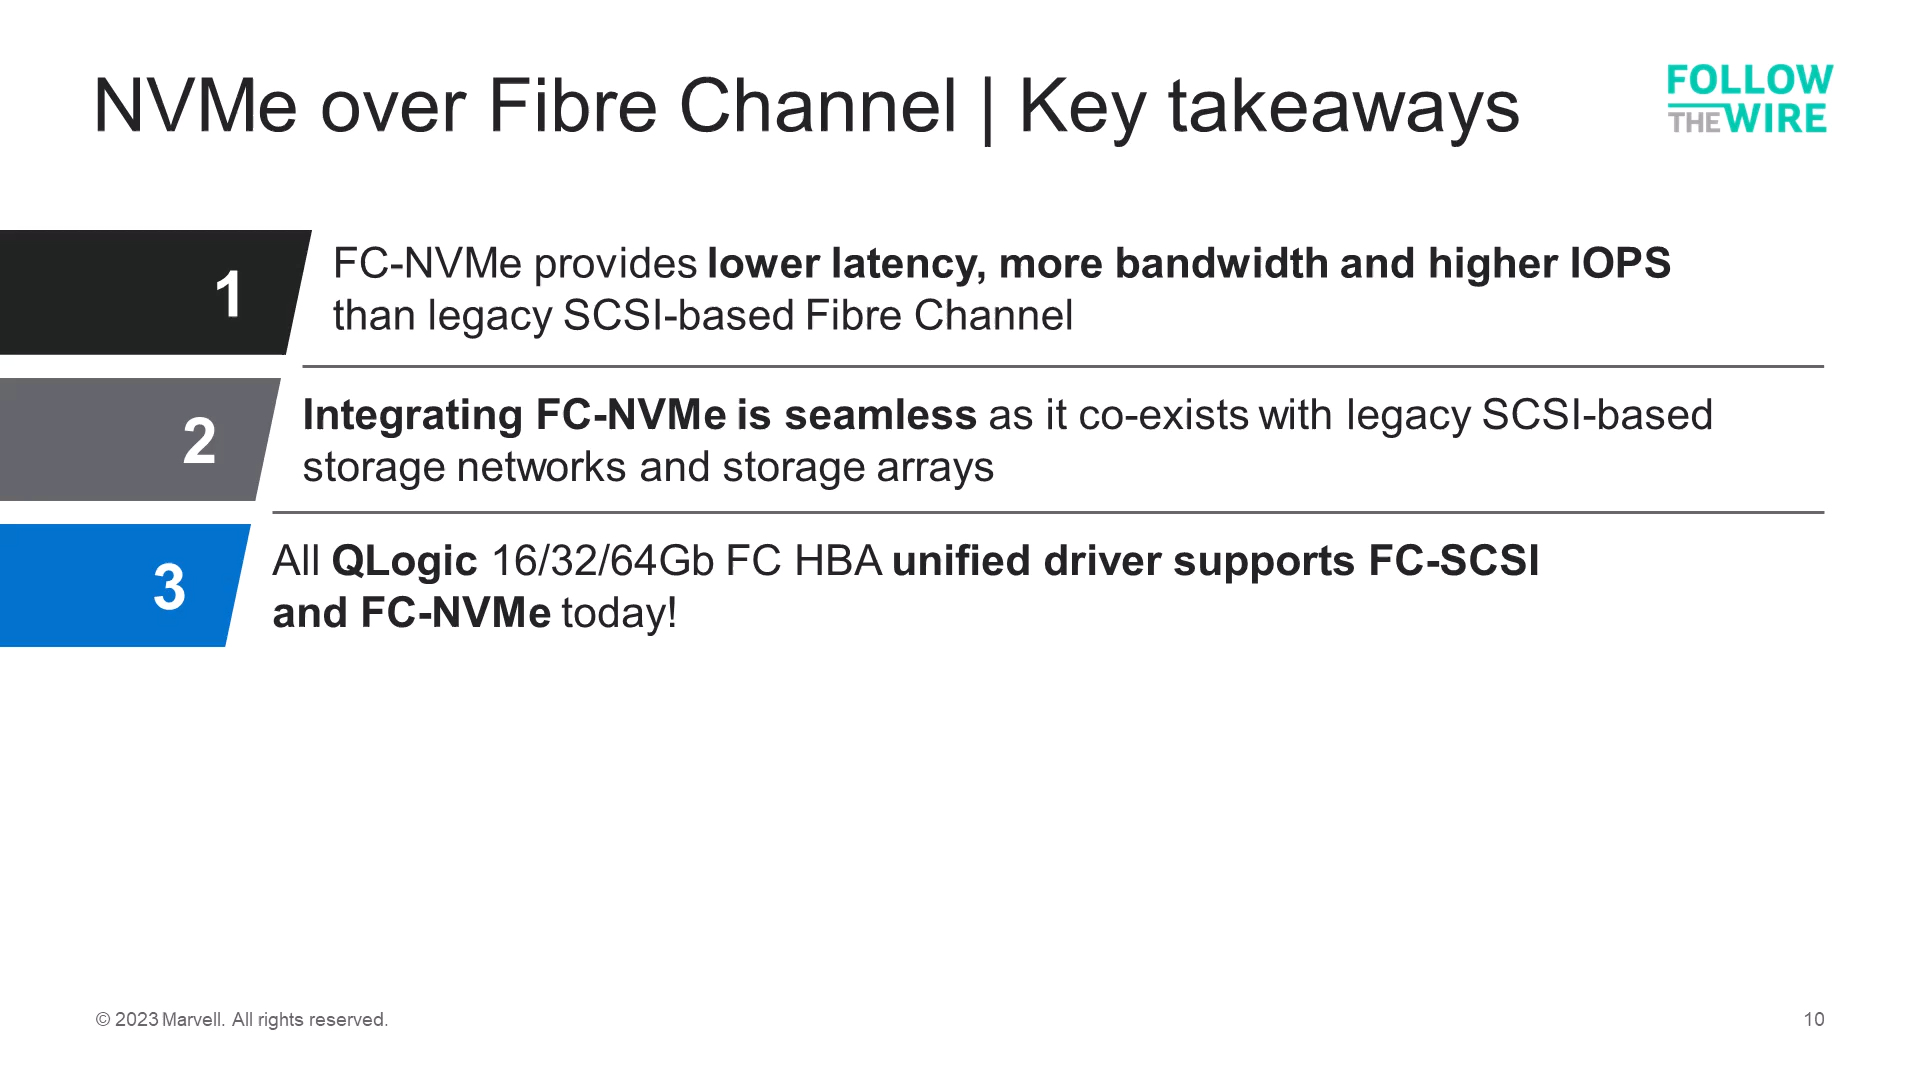 NVMe over Fibre Channel | Key takeaways
FOLLOW
THE WIRE
1
FC-NVMe provides lower latency, more bandwidth and higher IOPS
than legacy SCSI-based Fibre Channel
2
Integrating FC-NVMe is seamless as it co-exists with legacy SCSI-based
storage networks and storage arrays
3
All QLogic 16/32/64Gb FC HBA unified driver supports FC-SCSI
and FC-NVMe today!
© 2023 Marvell. All rights reserved.
10